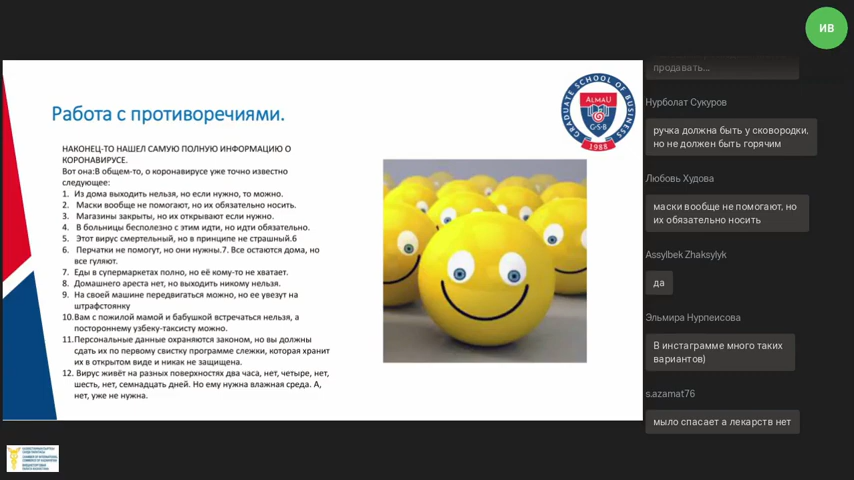 ИВ
Работа с противоречиями.
GRADUATE SCHOOL OF BUSINESS
ALMAU
G·S·B
1988
НАКОНЕЦ-ТО НАШЕЛ САМУЮ ПОЛНУЮ ИНФОРМАЦИЮ О
КОРОНАВИРУСЕ.
Вот она:В общем-то, о коронавирусе уже точно известно
следующее:
1. Из дома выходить нельзя, но если нужно, то можно.
2. Маски вообще не помогают, но их обязательно носить.
3. Магазины закрыты, но их открывают если нужно.
4. В больницы бесполезно с этим идти, но идти обязательно.
5. Этот вирус смертельный, но в принципе не страшный.6
6. Перчатки не помогут, но они нужны.7. Все остаются дома, но
все гуляют.
7. Еды в супермаркетах полно, но её кому-то не хватает.
8. Домашнего ареста нет, но выходить никому нельзя.
9. На своей машине передвигаться можно, но ее увезут на
штрафстоянку
10.Вам с пожилой мамой и бабушкой встречаться нельзя, а
постороннему узбеку-таксисту можно.
11.Персональные данные охраняются законом, но вы должны
сдать их по первому свистку программе слежки, которая хранит
их в открытом виде и никак не защищена.
12. Вирус живёт на разных поверхностях два часа, нет, четыре, нет,
шесть, нет, семнадцать дней. Но ему нужна влажная среда. А,
нет, уже не нужна.
продавать...
Нурболат Сукуров
ручка должна быть у сковородки,
но не должен быть горячим
Любовь Худова
маски вообще не помогают, но
их обязательно носить
Assylbek Zhaksylyk
да
Эльмира Нурпеисова
В инстаграмме много таких
вариантов)
s.azamat76
мыло спасает а лекарств нет